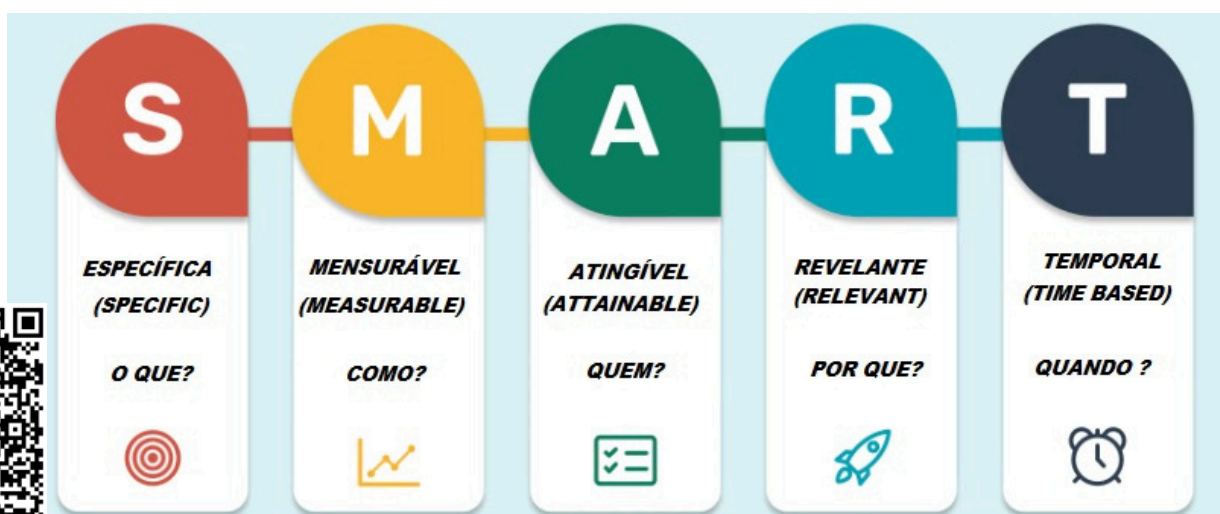 S
ESPECÍFICA
(SPECIFIC)
O QUE?
M
MENSURÁVEL
(MEASURABLE)
COMO?
A
ATINGÍVEL
(ATTAINABLE)
QUEM?
R
REVELANTE
(RELEVANT)
POR QUE?
T
TEMPORAL
(TIME BASED)
QUANDO ?